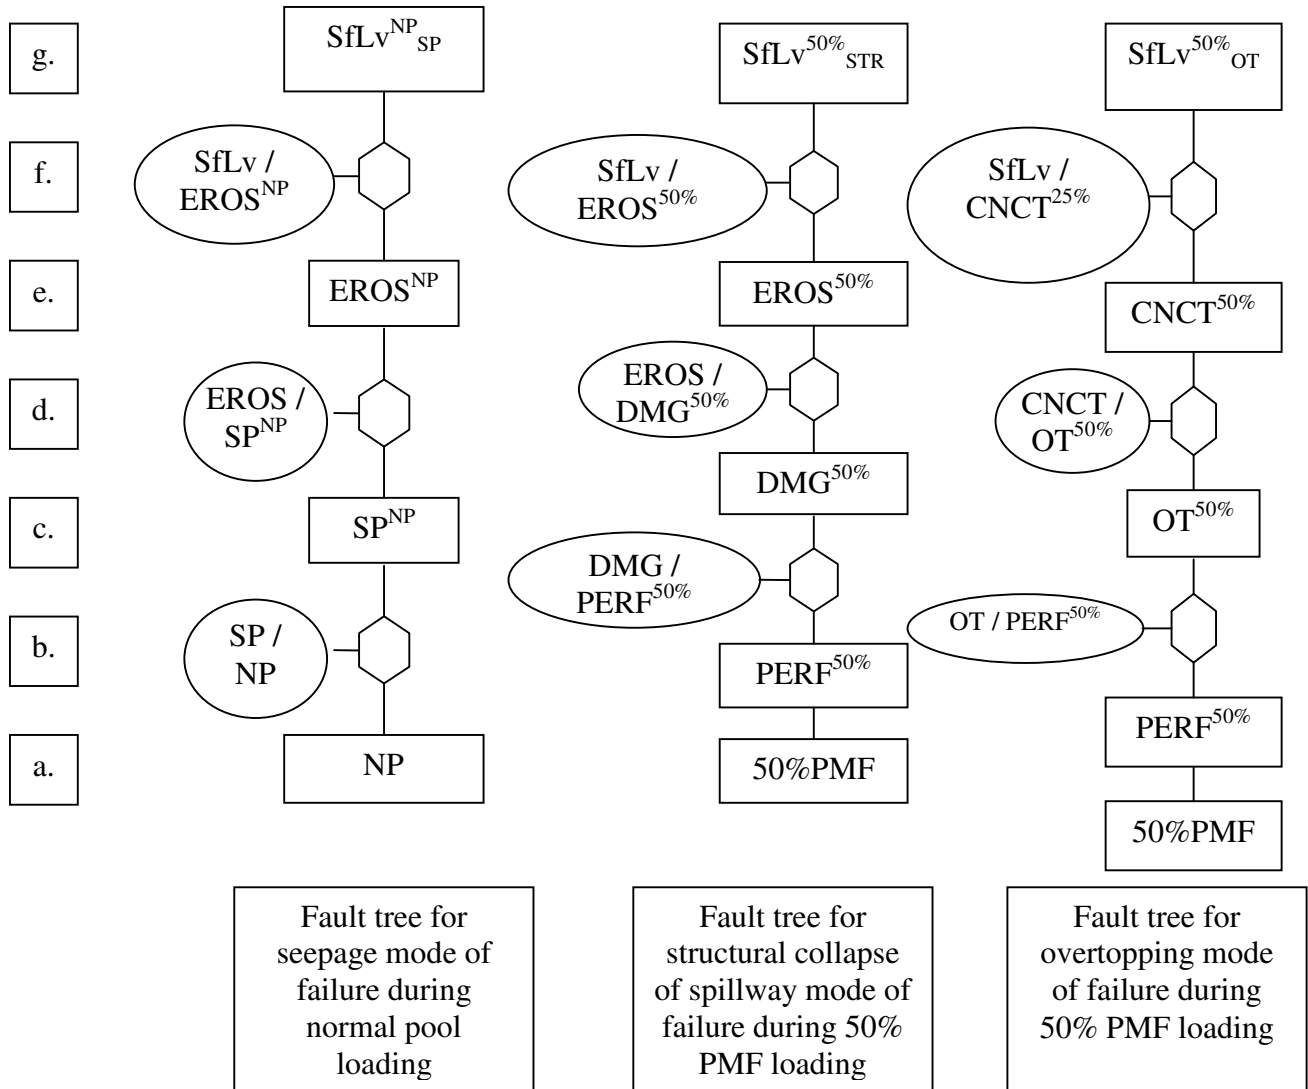 g.
f.
e.
d.
c.
b.
a.
SfLv^NP_SP
SfLv /
EROS^NP
EROS^NP
EROS /
SP^NP
SP^NP
SP /
NP
NP
Fault tree for
seepage mode of
failure during
normal pool
loading
SfLv^50%_STR
SfLv /
EROS^50%
EROS^50%
EROS /
DMG^50%
DMG^50%
DMG /
PERF^50%
PERF^50%
50%PMF
Fault tree for
structural collapse
of spillway mode of
failure during 50%
PMF loading
SfLv^50%_OT
SfLv /
CNCT^25%
CNCT^50%
CNCT /
OT^50%
OT^50%
OT / PERF^50%
PERF^50%
50%PMF
Fault tree for
overtopping mode
of failure during
50% PMF loading